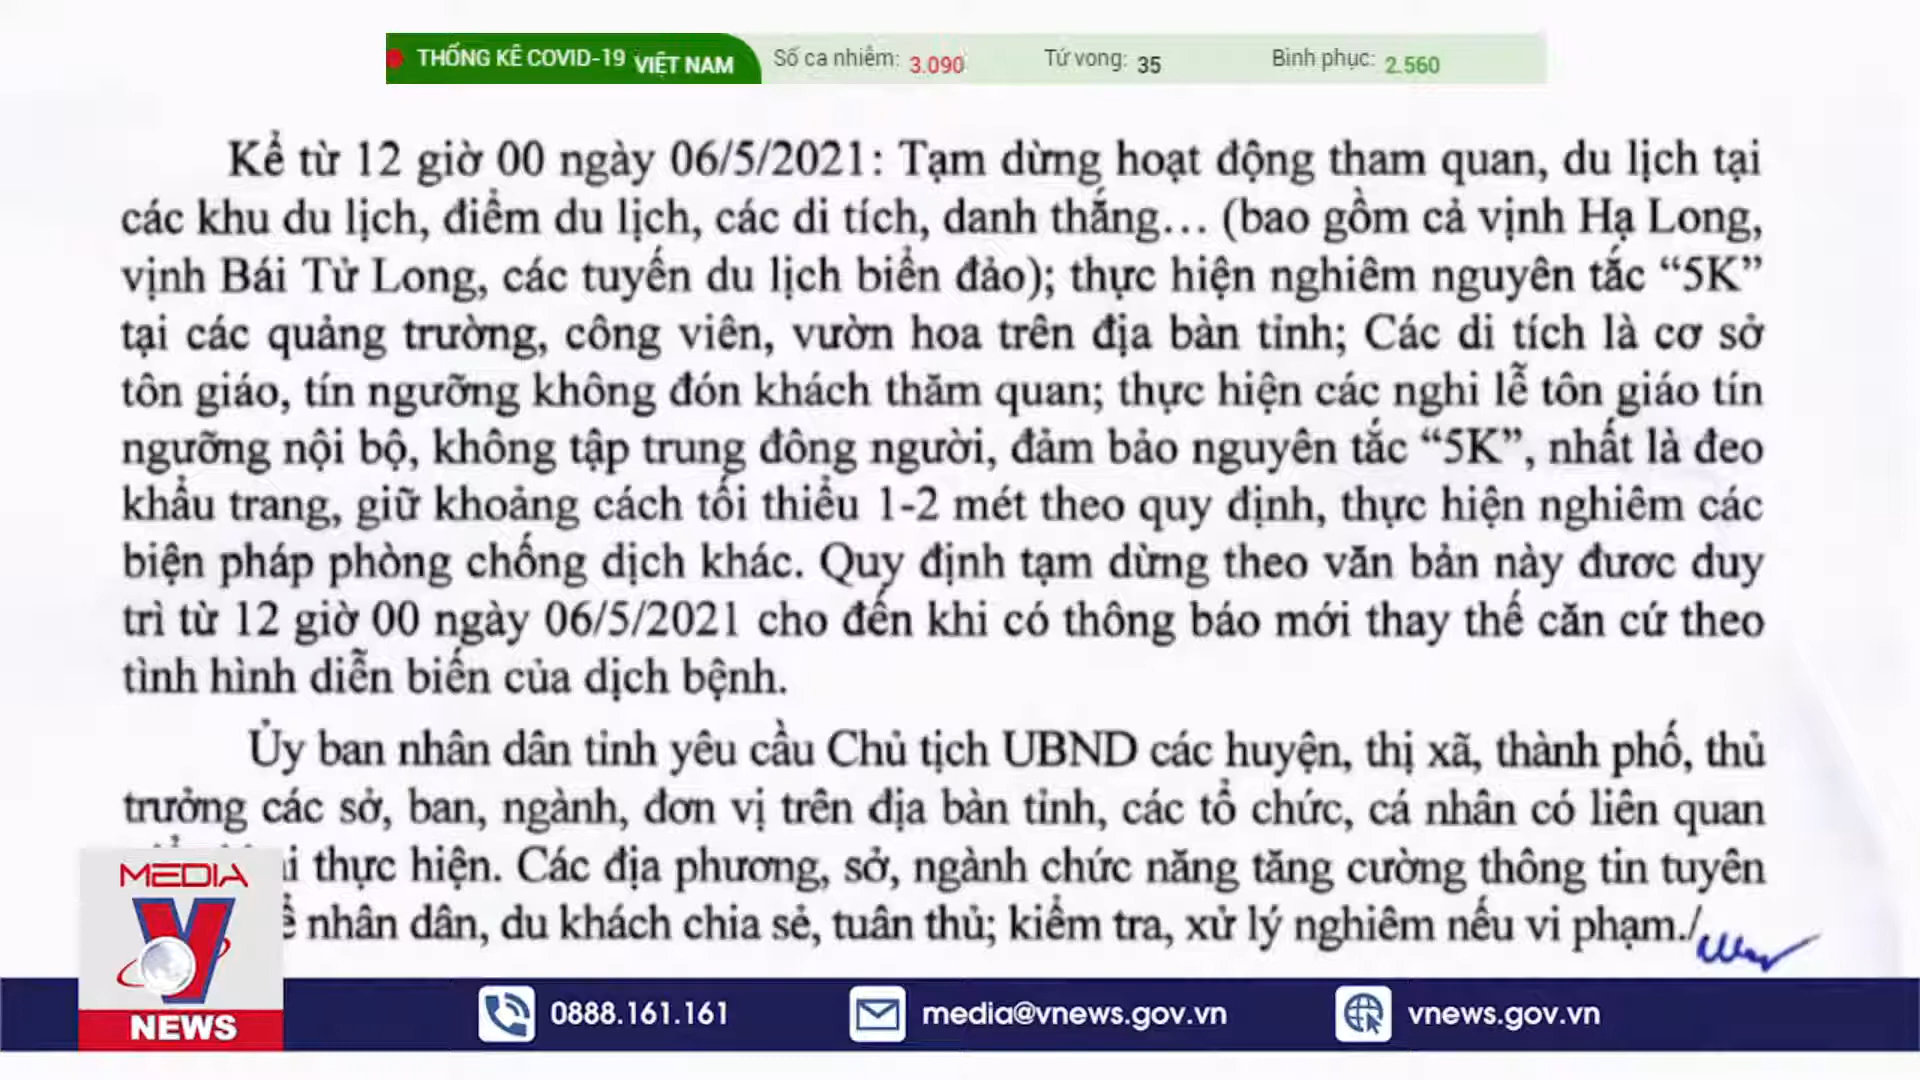 THỐNG KÊ COVID-19 VIỆT NAM Số ca nhiễm: 3.090 Tử vong: 35 Bình phục: 2.560
Kể từ 12 giờ 00 ngày 06/5/2021: Tạm dừng hoạt động tham quan, du lịch tại
các khu du lịch, điểm du lịch, các di tích, danh thắng… (bao gồm cả vịnh Hạ Long,
vịnh Bái Tử Long, các tuyến du lịch biển đảo); thực hiện nghiêm nguyên tắc “5K”
tại các quảng trường, công viên, vườn hoa trên địa bàn tỉnh; Các di tích là cơ sở
tôn giáo, tín ngưỡng không đón khách thăm quan; thực hiện các nghi lễ tôn giáo tín
ngưỡng nội bộ, không tập trung đông người, đảm bảo nguyên tắc “5K”, nhất là đeo
khẩu trang, giữ khoảng cách tối thiểu 1-2 mét theo quy định, thực hiện nghiêm các
biện pháp phòng chống dịch khác. Quy định tạm dừng theo văn bản này đươc duy
trì từ 12 giờ 00 ngày 06/5/2021 cho đến khi có thông báo mới thay thế căn cứ theo
tình hình diễn biến của dịch bệnh.
Ủy ban nhân dân tỉnh yêu cầu Chủ tịch UBND các huyện, thị xã, thành phố, thủ
trưởng các sở, ban, ngành, đơn vị trên địa bàn tỉnh, các tổ chức, cá nhân có liên quan
thực hiện. Các địa phương, sở, ngành chức năng tăng cường thông tin tuyên
nhân dân, du khách chia sẻ, tuân thủ; kiểm tra, xử lý nghiêm nếu vi phạm./
MEDIA
V
NEWS
0888.161.161 media@vnews.gov.vn vnews.gov.vn